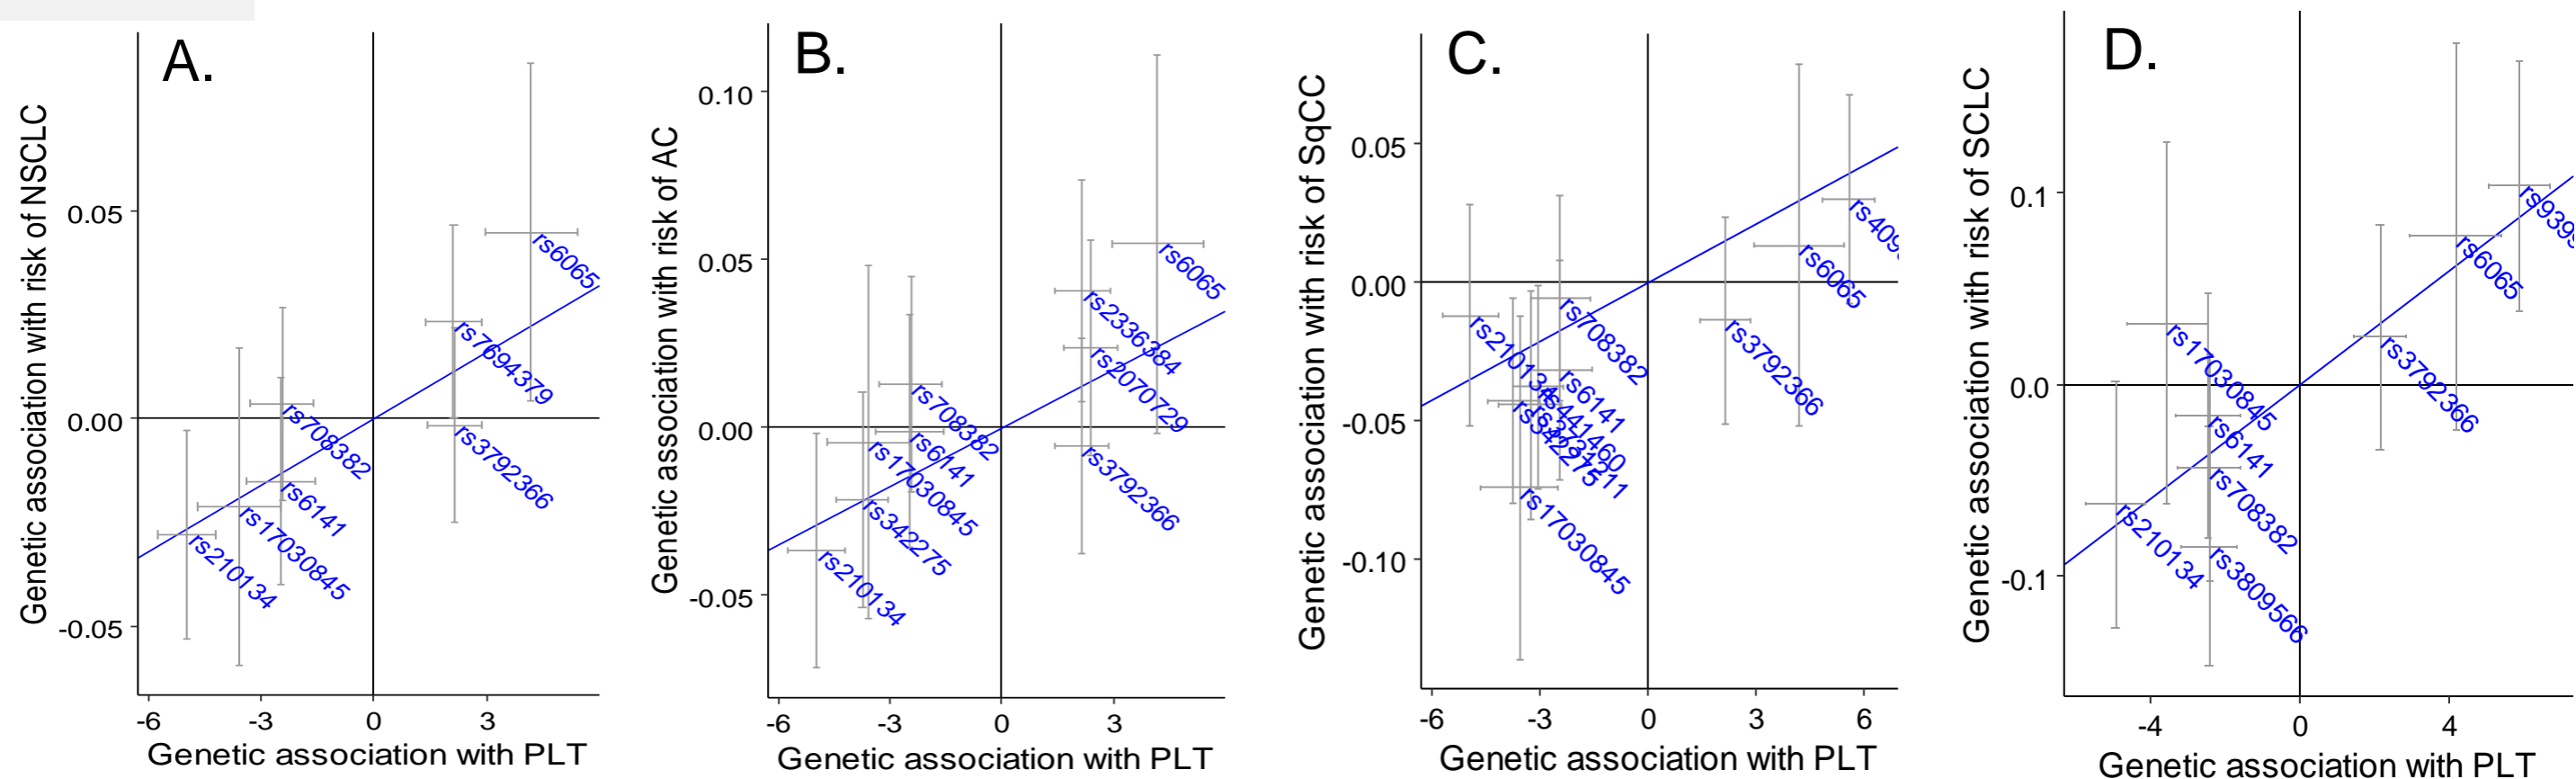 A.
Genetic association with risk of NSCLC
0.05
0.00
-0.05
rs6065
rs7694379
rs708382
rs3792366
rs6141
rs17030845
rs210134
-6 -3 0 3
Genetic association with PLT
B.
Genetic association with risk of AC
0.10
0.05
0.00
-0.05
rs6065
rs2336384
rs2070729
rs708382
rs6141
rs3792366
rs17030845
rs342275
rs210134
-6 -3 0 3
Genetic association with PLT
C.
Genetic association with risk of SqCC
0.05
0.00
-0.05
-0.10
rs409
rs6065
rs708382
rs210134
rs3792366
rs6141
rs342275
rs17030845
-6 -3 0 3 6
Genetic association with PLT
D.
Genetic association with risk of SCLC
0.1
0.0
-0.1
rs939
rs6065
rs17030845
rs3792366
rs6141
rs708382
rs210134
rs3809566
-4 0 4
Genetic association with PLT